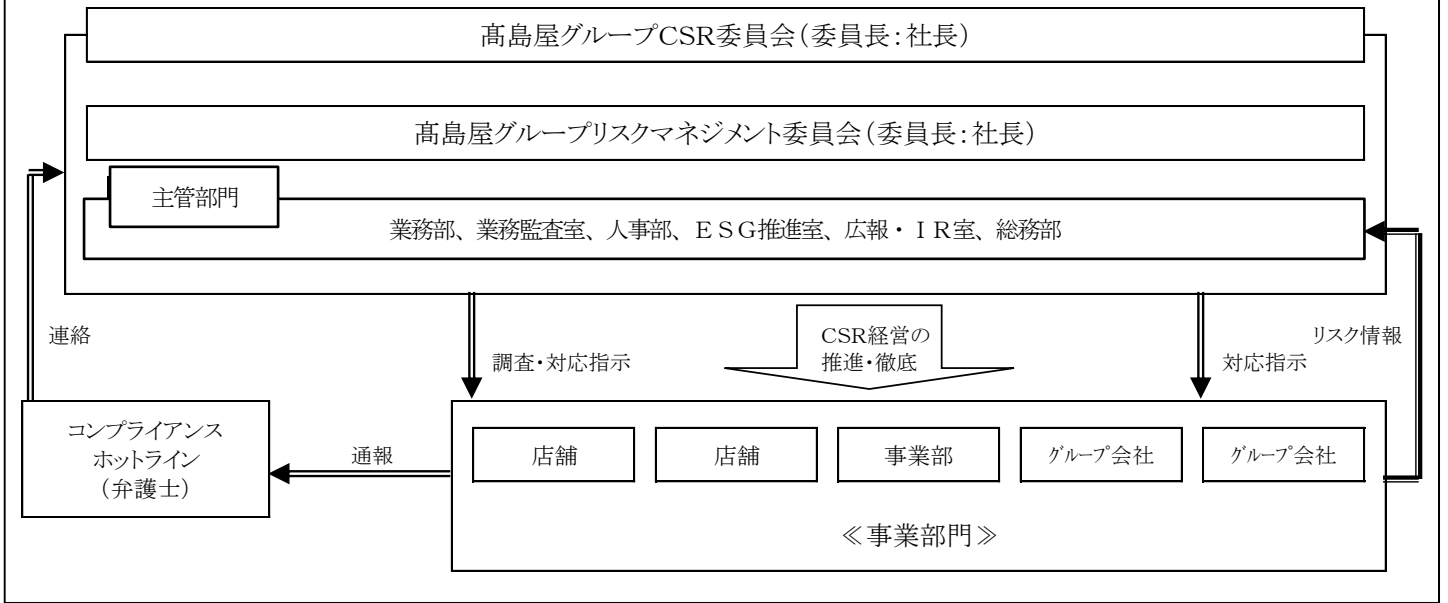 髙島屋グループCSR委員会(委員長:社長)
髙島屋グループリスクマネジメント委員会(委員長:社長)
主管部門
業務部、業務監査室、人事部、ESG推進室、広報・IR室、総務部
連絡
調査・対応指示
CSR経営の
推進・徹底
対応指示
リスク情報
コンプライアンス
ホットライン
(弁護士)
通報
店舗
店舗
事業部
グループ会社
グループ会社
≪事業部門≫